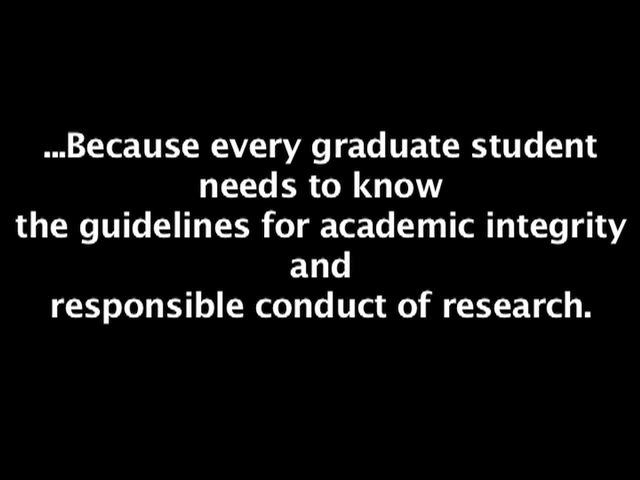 ...Because every graduate student
needs to know
the guidelines for academic integrity
and
responsible conduct of research.